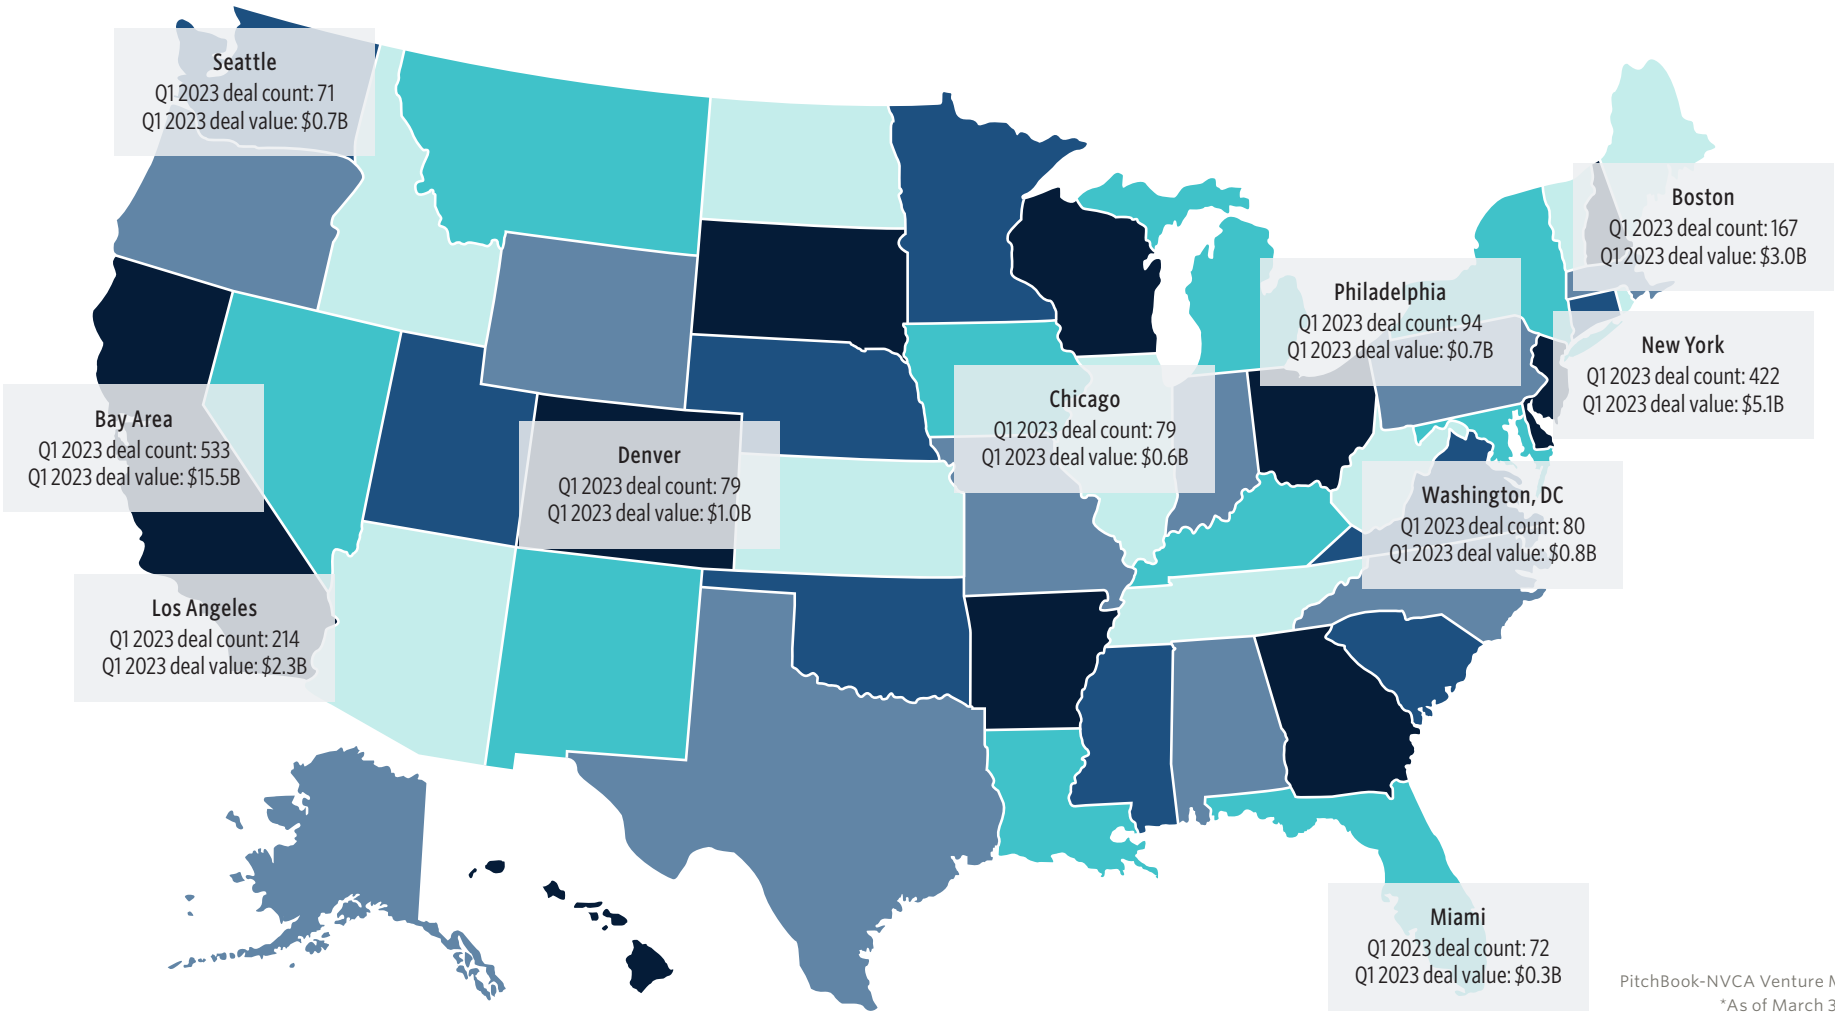 Seattle
Q1 2023 deal count: 71
Q1 2023 deal value: $0.7B
Boston
Q1 2023 deal count: 167
Q1 2023 deal value: $3.0B
Philadelphia
Q1 2023 deal count: 94
Q1 2023 deal value: $0.7B
New York
Q1 2023 deal count: 422
Q1 2023 deal value: $5.1B
Bay Area
Q1 2023 deal count: 533
Q1 2023 deal value: $15.5B
Denver
Q1 2023 deal count: 79
Q1 2023 deal value: $1.0B
Chicago
Q1 2023 deal count: 79
Q1 2023 deal value: $0.6B
Washington, DC
Q1 2023 deal count: 80
Q1 2023 deal value: $0.8B
Los Angeles
Q1 2023 deal count: 214
Q1 2023 deal value: $2.3B
Miami
Q1 2023 deal count: 72
Q1 2023 deal value: $0.3B
PitchBook-NVCA Venture M
*As of March 3